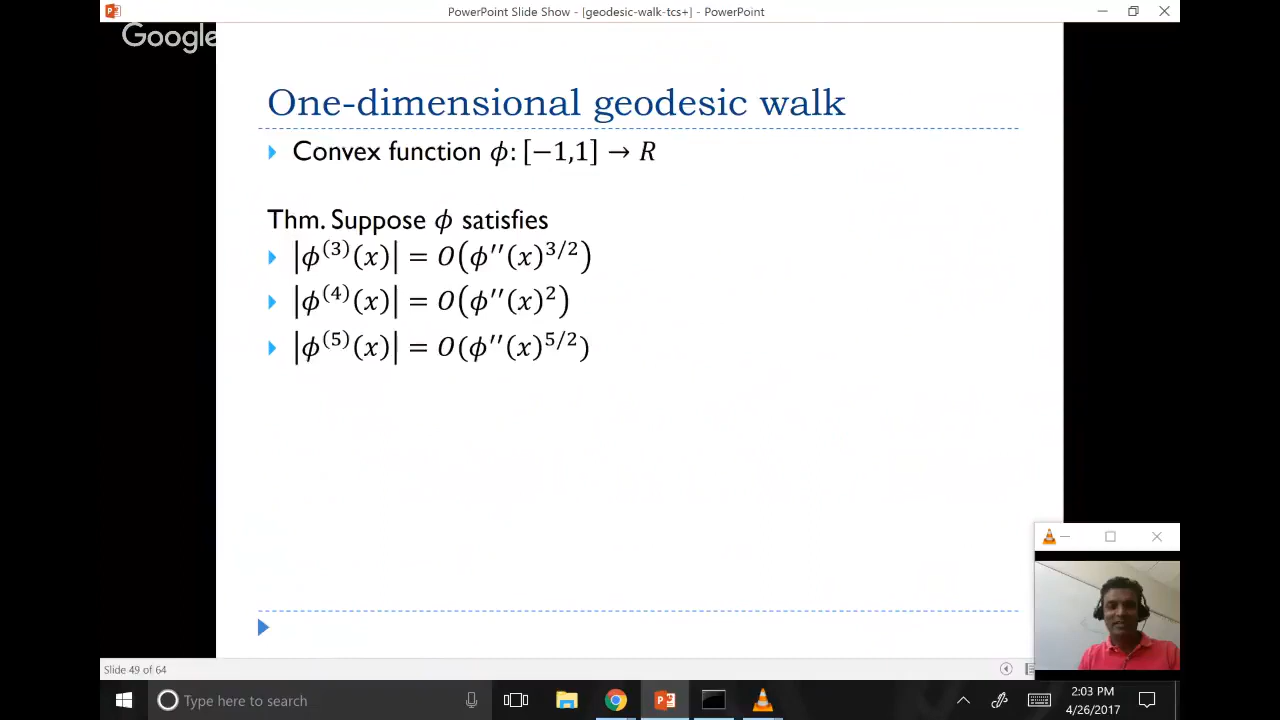 PowerPoint Slide Show - [geodesic-walk-tcs+] - PowerPoint
Google
One-dimensional geodesic walk
Convex function ϕ: [−1,1] → R
Thm. Suppose ϕ satisfies
|ϕ⁽³⁾(x)| = O(ϕ′′(x)^{3/2})
|ϕ⁽⁴⁾(x)| = O(ϕ′′(x)²)
|ϕ⁽⁵⁾(x)| = O(ϕ′′(x)^{5/2})
Slide 49 of 64
Type here to search
2:03 PM
4/26/2017